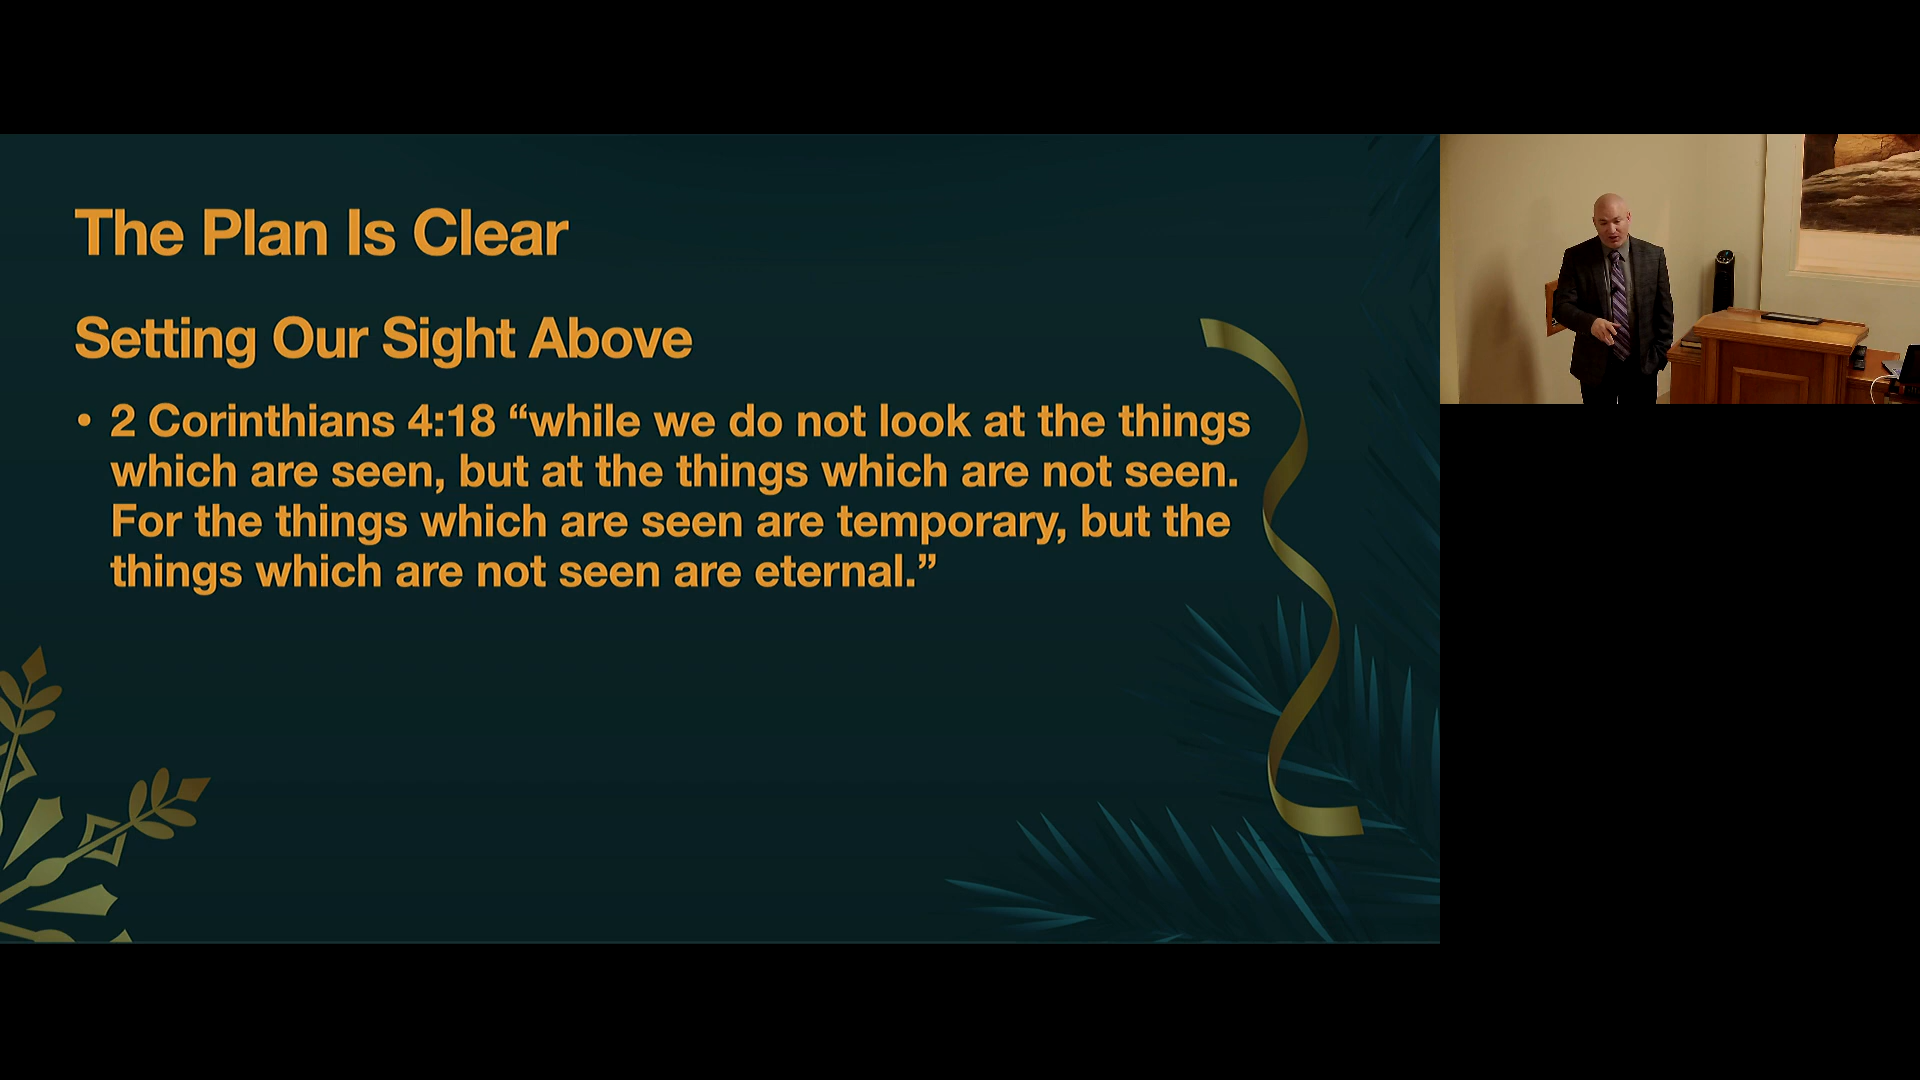 The Plan Is Clear
Setting Our Sight Above
• 2 Corinthians 4:18 “while we do not look at the things
which are seen, but at the things which are not seen.
For the things which are seen are temporary, but the
things which are not seen are eternal.”